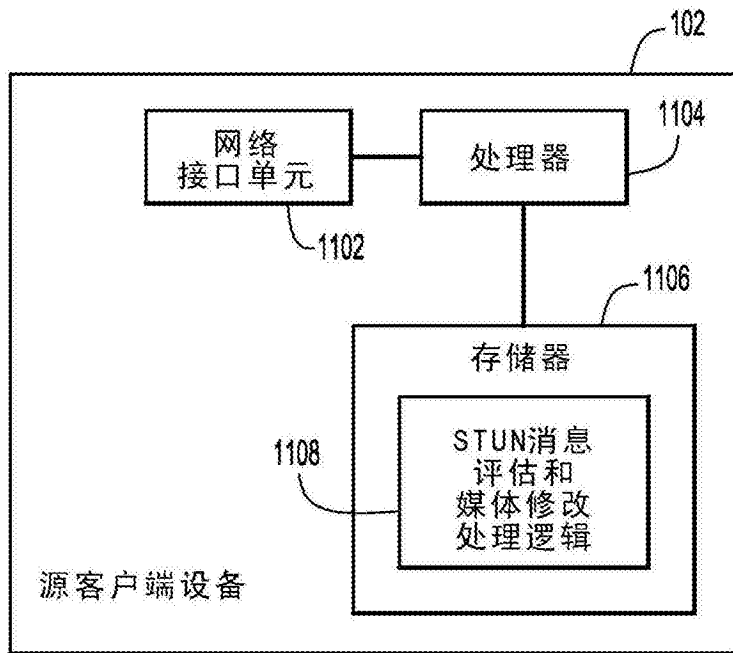 102
网络
接口单元
1102
处理器
1104
1106
存储器
1108
STUN消息
评估和
媒体修改
处理逻辑
源客户端设备